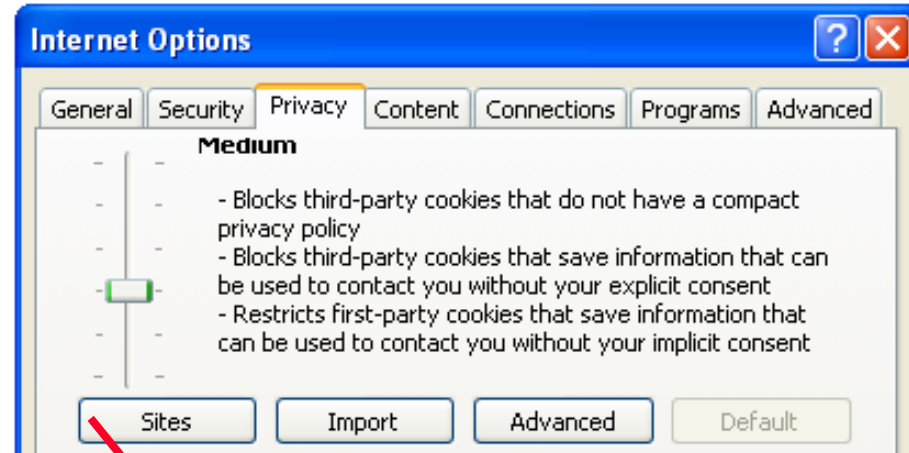 Internet Options
General Security Privacy Content Connections Programs Advanced
Medium
- Blocks third-party cookies that do not have a compact
privacy policy
- Blocks third-party cookies that save information that can
be used to contact you without your explicit consent
- Restricts first-party cookies that save information that
can be used to contact you without your implicit consent
Sites Import Advanced Default